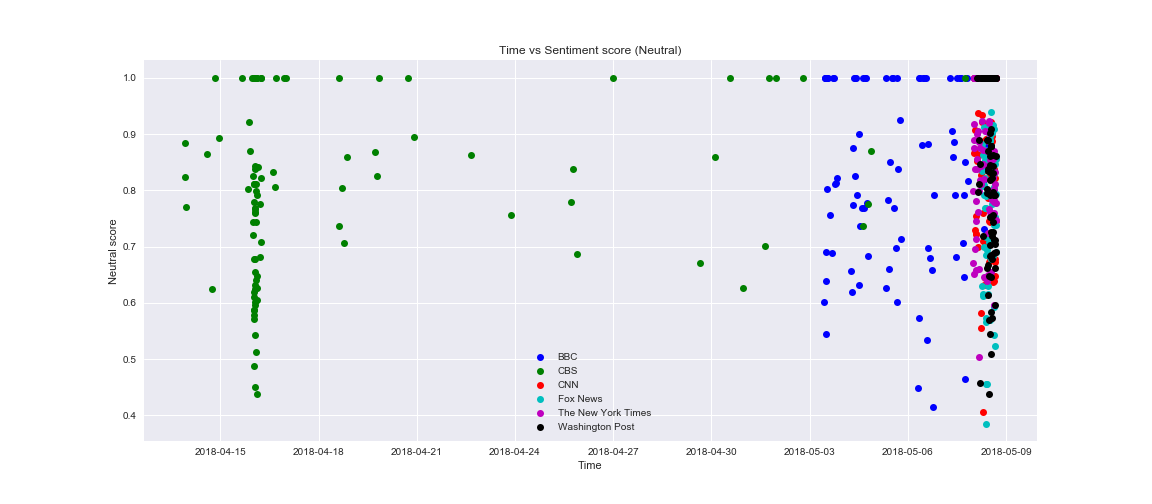 Time vs Sentiment score (Neutral)
1.0
0.9
0.8
0.7
0.6
0.5
0.4
Neutral score
BBC
CBS
CNN
Fox News
The New York Times
Washington Post
2018-04-15 2018-04-18 2018-04-21 2018-04-24 2018-04-27 2018-04-30 2018-05-03 2018-05-06 2018-05-09
Time